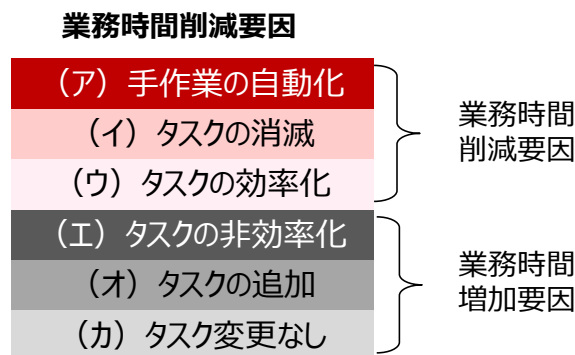 業務時間削減要因
（ア）手作業の自動化
（イ）タスクの消滅
（ウ）タスクの効率化
業務時間
削減要因
（エ）タスクの非効率化
（オ）タスクの追加
（カ）タスク変更なし
業務時間
増加要因